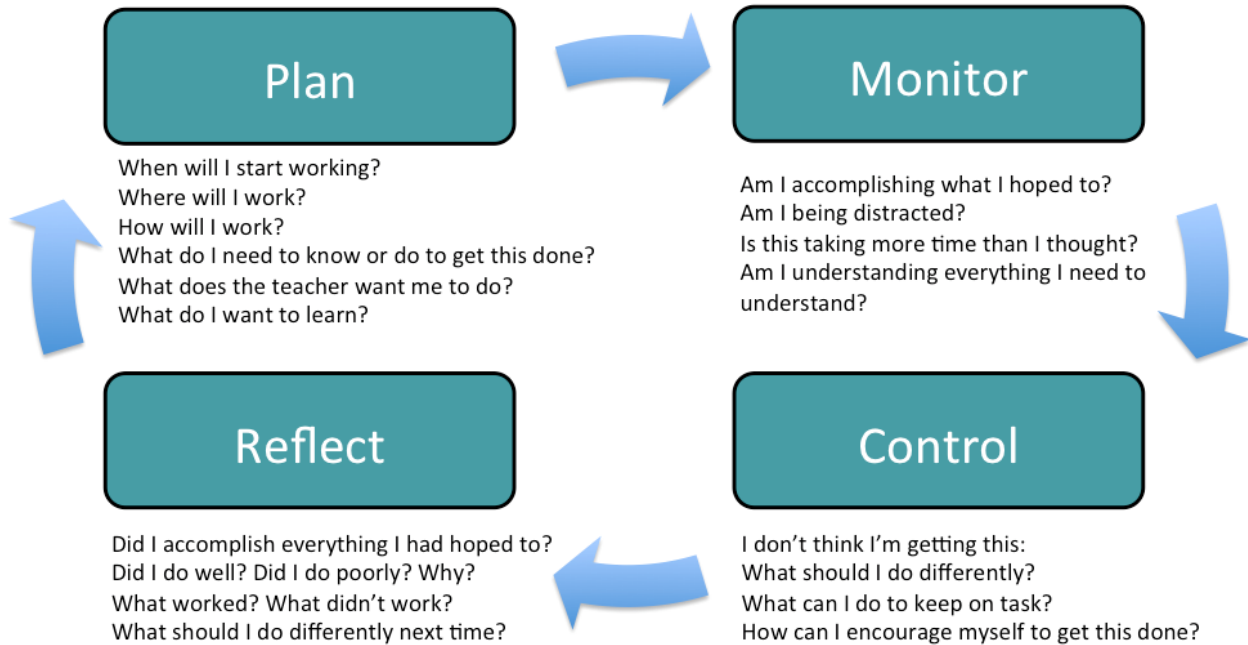 Plan
When will I start working?
Where will I work?
How will I work?
What do I need to know or do to get this done?
What does the teacher want me to do?
What do I want to learn?
Monitor
Am I accomplishing what I hoped to?
Am I being distracted?
Is this taking more time than I thought?
Am I understanding everything I need to
understand?
Control
I don’t think I’m getting this:
What should I do differently?
What can I do to keep on task?
How can I encourage myself to get this done?
Reflect
Did I accomplish everything I had hoped to?
Did I do well? Did I do poorly? Why?
What worked? What didn’t work?
What should I do differently next time?